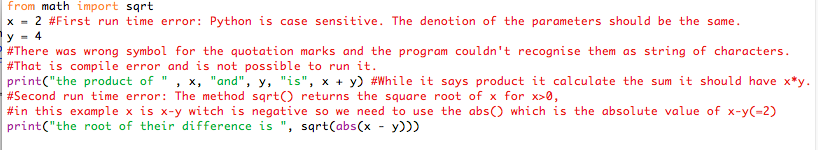 from math import sqrt
x = 2 #First run time error: Python is case sensitive. The denotion of the parameters should be the same.
y = 4
#There was wrong symbol for the quotation marks and the program couldn't recognise them as string of characters.
#That is compile error and is not possible to run it.
print("the product of " , x, "and", y, "is", x + y) #While it says product it calculate the sum it should have x*y.
#Second run time error: The method sqrt() returns the square root of x for x>0,
#in this example x is x-y witch is negative so we need to use the abs() which is the absolute value of x-y(=2)
print("the root of their difference is ", sqrt(abs(x - y)))